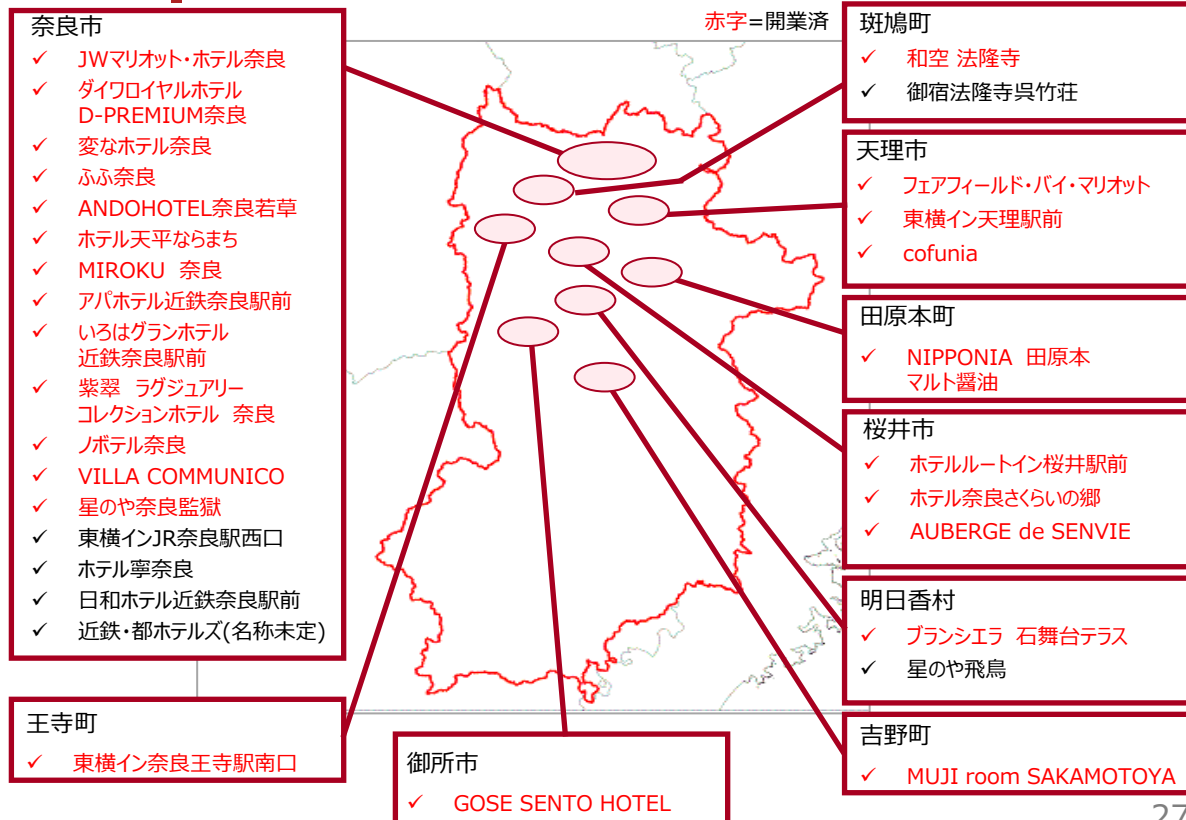 奈良市
✓ JWマリオット・ホテル奈良
✓ ダイワロイヤルホテル
D-PREMIUM奈良
✓ 変なホテル奈良
✓ ふふ奈良
✓ ANDOHOTEL奈良若草
✓ ホテル天平ならまち
✓ MIROKU 奈良
✓ アパホテル近鉄奈良駅前
✓ いろはグランホテル
近鉄奈良駅前
✓ 紫翠 ラグジュアリー
コレクションホテル 奈良
✓ ノボテル奈良
✓ VILLA COMMUNICO
✓ 星のや奈良監獄
✓ 東横インJR奈良駅西口
✓ ホテル寧奈良
✓ 日和ホテル近鉄奈良駅前
✓ 近鉄・都ホテルズ(名称未定)
王寺町
✓ 東横イン奈良王寺駅南口
御所市
✓ GOSE SENTO HOTEL
赤字=開業済
斑鳩町
✓ 和空 法隆寺
✓ 御宿法隆寺呉竹荘
天理市
✓ フェアフィールド・バイ・マリオット
✓ 東横イン天理駅前
✓ cofunia
田原本町
✓ NIPPONIA 田原本
マルト醤油
桜井市
✓ ホテルルートイン桜井駅前
✓ ホテル奈良さくらいの郷
✓ AUBERGE de SENVIE
明日香村
✓ ブランシエラ 石舞台テラス
✓ 星のや飛鳥
吉野町
✓ MUJI room SAKAMOTOYA
27